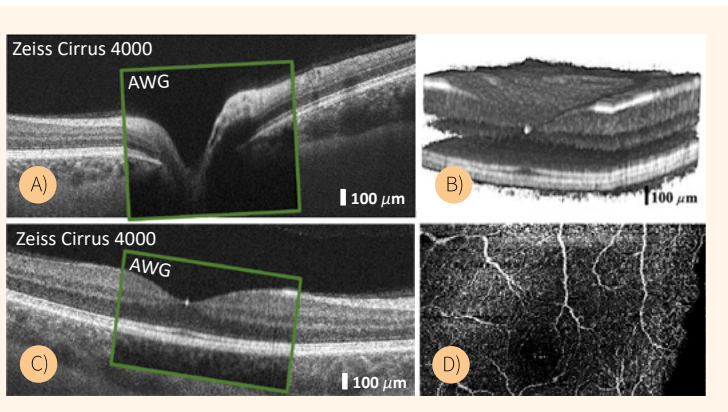 Zeiss Cirrus 4000
AWG
A)
100 μm
B)
100 μm
Zeiss Cirrus 4000
AWG
C)
100 μm
D)